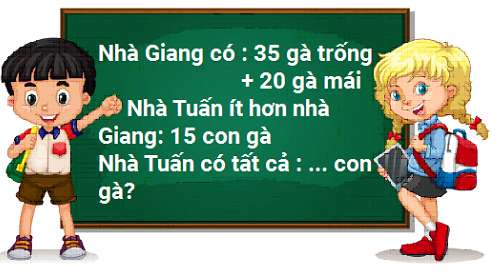 Nhà Giang có : 35 gà trống
+ 20 gà mái
Nhà Tuấn ít hơn nhà
Giang: 15 con gà
Nhà Tuấn có tất cả : ... con
gà?